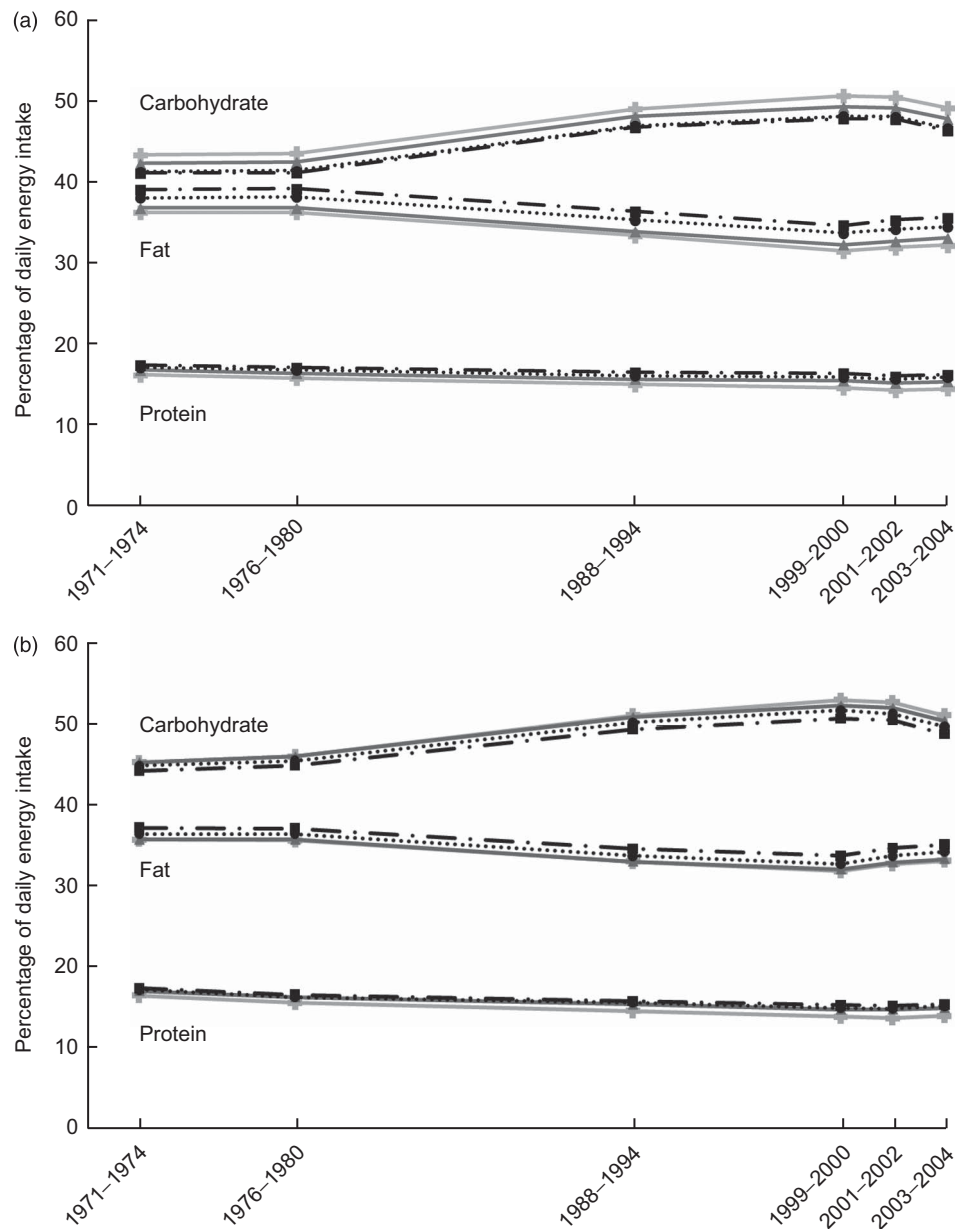 (a)
60
50
40
30
20
10
0
Percentage of daily energy intake
Carbohydrate
Fat
Protein
1971–1974
1976–1980
1988–1994
1999–2000
2001–2002
2003–2004
(b)
60
50
40
30
20
10
0
Percentage of daily energy intake
Carbohydrate
Fat
Protein
1971–1974
1976–1980
1988–1994
1999–2000
2001–2002
2003–2004